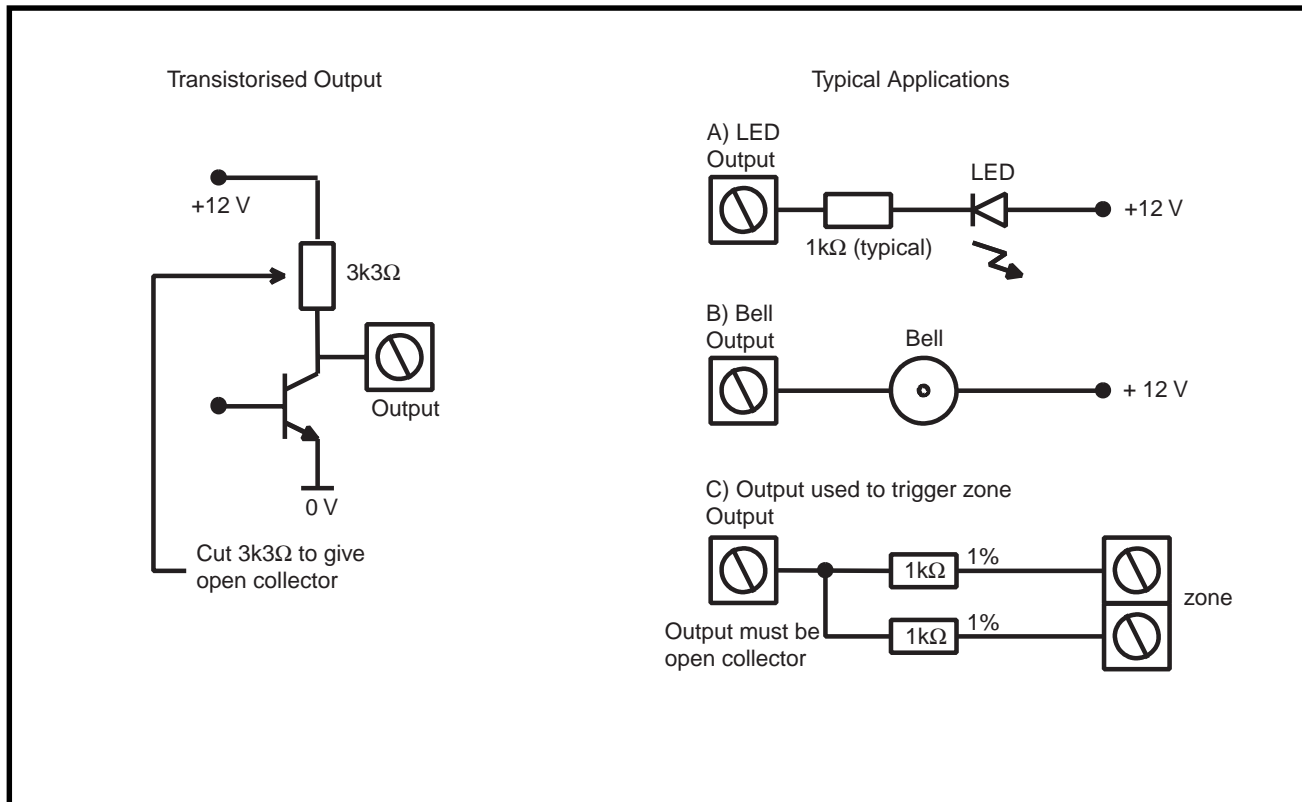 Transistorised Output
+12 V
3k3Ω
Output
0 V
Cut 3k3Ω to give
open collector
Typical Applications
A) LED
Output
LED
1kΩ (typical)
+12 V
B) Bell
Output
Bell
+ 12 V
C) Output used to trigger zone
Output
1kΩ 1%
1kΩ 1%
zone
Output must be
open collector